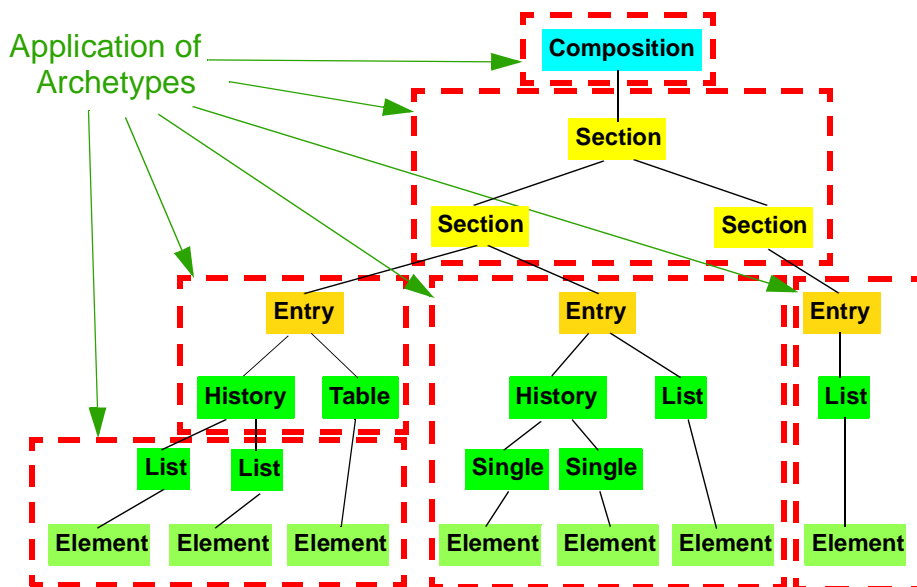 Application of
Archetypes
Composition
Section
Section
Section
Entry
Entry
Entry
History
Table
History
List
List
List
List
Single
Single
Element
Element
Element
Element
Element
Element
Element